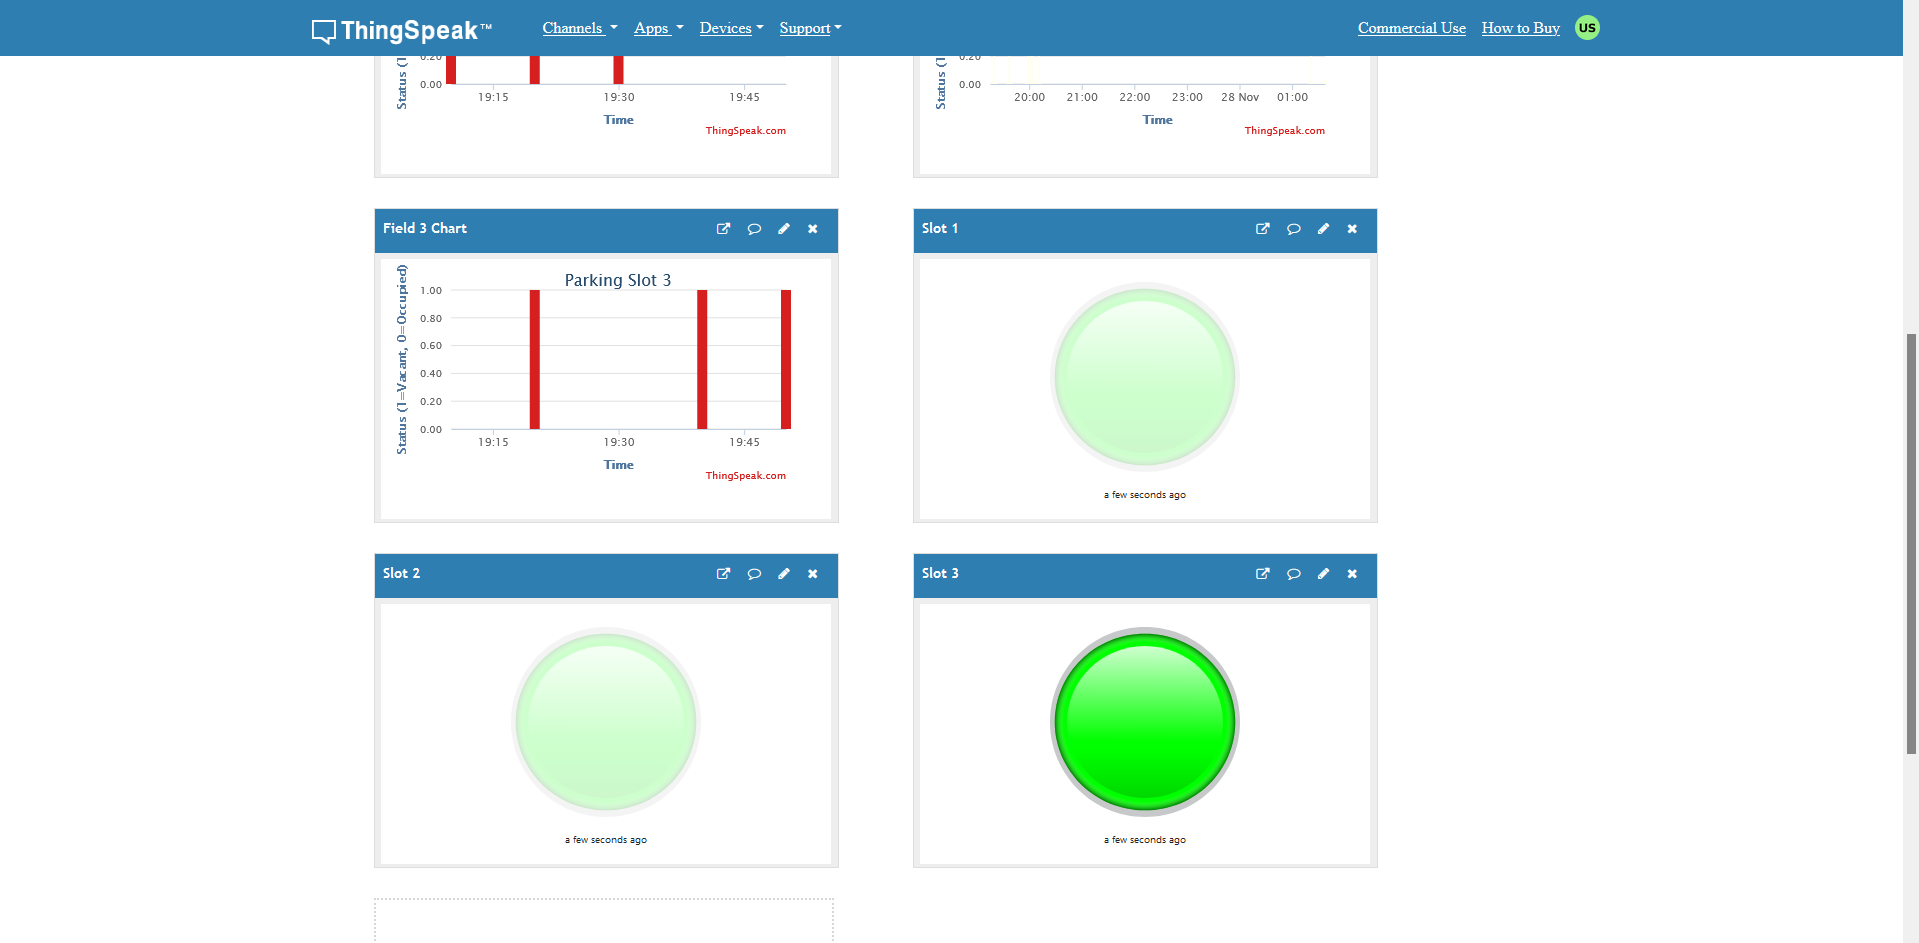 ThingSpeak™ Channels Apps Devices Support Commercial Use How to Buy US
0.20
0.00
19:15 19:30 19:45
Time
ThingSpeak.com
0.20
0.00
20:00 21:00 22:00 23:00 28 Nov 01:00
Time
ThingSpeak.com
Field 3 Chart
Parking Slot 3
Status (1=Vacant, 0=Occupied)
1.00
0.80
0.60
0.40
0.20
0.00
19:15 19:30 19:45
Time
ThingSpeak.com
Slot 1
a few seconds ago
Slot 2
a few seconds ago
Slot 3
a few seconds ago